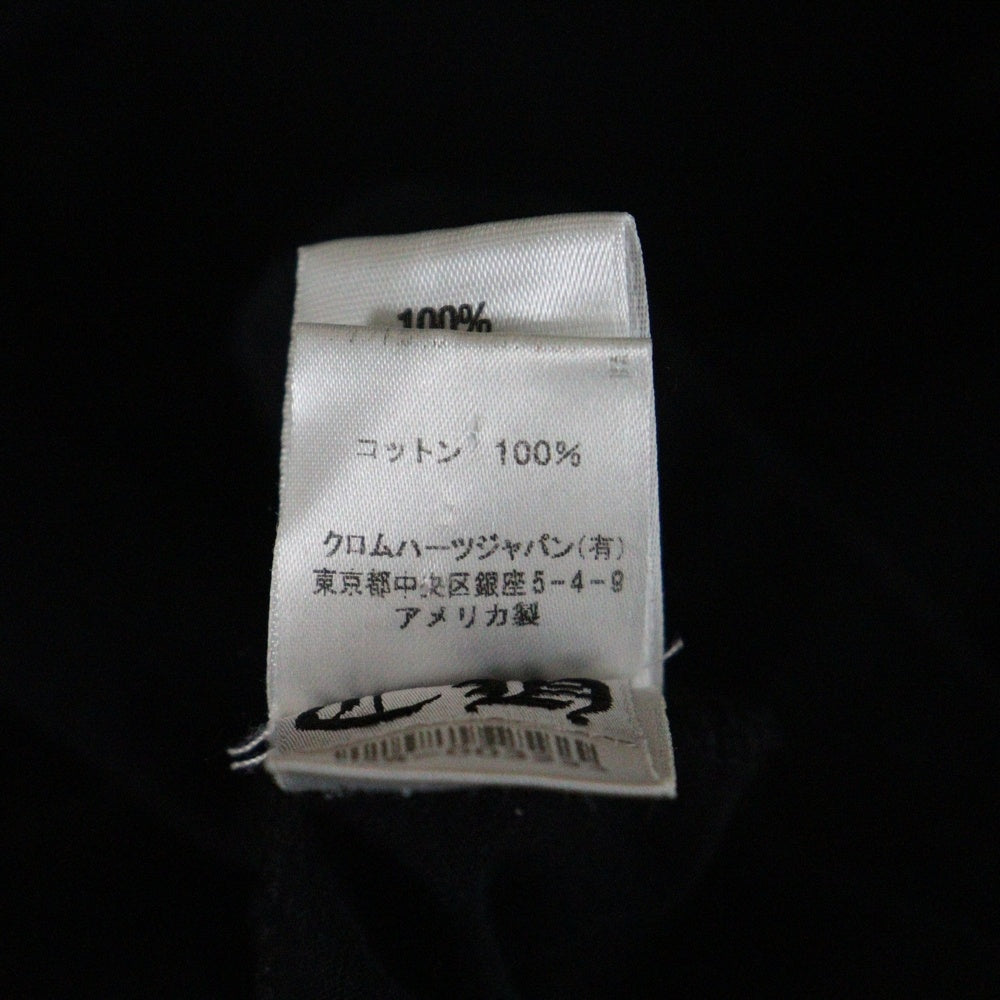 100%
コットン 100%
クロムハーツジャパン(有)
東京都中央区銀座5-4-9
アメリカ製